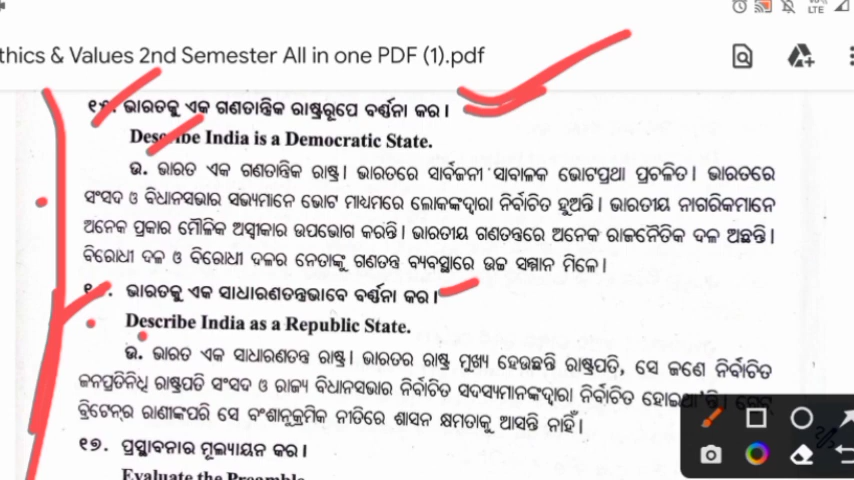 LTE
thics & Values 2nd Semester All in one PDF (1).pdf
ଭାରତକୁ ଏକ ଗଣତାନ୍ତ୍ରିକ ରାଷ୍ଟ୍ରରୂପେ ବର୍ଣ୍ଣନା କର।
Describe India is a Democratic State.
ଉ. ଭାରତ ଏକ ଗଣତାନ୍ତ୍ରିକ ରାଷ୍ଟ୍ର। ଭାରତରେ ସାର୍ବଜନୀ ସାବାଳକ ଭୋଟପ୍ରଥା ପ୍ରଚଳିତ। ଭାରତରେ
ସଂସଦ ଓ ବିଧାନସଭାର ସଭ୍ୟମାନେ ଭୋଟ ମାଧ୍ୟମରେ ଲୋକଙ୍କଦ୍ୱାରା ନିର୍ବାଚିତ ହୁଅନ୍ତି। ଭାରତୀୟ ନାଗରିକମାନେ
ଅନେକ ପ୍ରକାର ମୌଳିକ ଅସ୍ୱୀକାର ଉପଭୋଗ କରନ୍ତି। ଭାରତୀୟ ଗଣତନ୍ତ୍ରରେ ଅନେକ ରାଜନୈତିକ ଦଳ ଅଛନ୍ତି।
ବିରୋଧୀ ଦଳ ଓ ବିରୋଧୀ ଦଳର ନେତାଙ୍କୁ ଗଣତନ୍ତ୍ର ବ୍ୟବସ୍ଥାରେ ଉଚ୍ଚ ସମ୍ମାନ ମିଳେ।
ଭାରତକୁ ଏକ ସାଧାରଣତନ୍ତ୍ରଭାବେ ବର୍ଣ୍ଣନା କର।
Describe India as a Republic State.
ଉ. ଭାରତ ଏକ ସାଧାରଣତନ୍ତ୍ର ରାଷ୍ଟ୍ର। ଭାରତର ରାଷ୍ଟ୍ର ମୁଖ୍ୟ ହେଉଛନ୍ତି ରାଷ୍ଟ୍ରପତି, ସେ ଜଣେ ନିର୍ବାଚିତ
ଜନପ୍ରତିନିଧି ରାଷ୍ଟ୍ରପତି ସଂସଦ ଓ ରାଜ୍ୟ ବିଧାନସଭାର ନିର୍ବାଚିତ ସଦସ୍ୟମାନଙ୍କଦ୍ୱାରା ନିର୍ବାଚିତ
ବ୍ରିଟେନ୍‌ର ରାଣୀଙ୍କପରି ସେ ବଂଶାନୁକ୍ରମିକ ନୀତିରେ ଶାସନ କ୍ଷମତାକୁ ଆସନ୍ତି ନାହିଁ।
୧୭. ପ୍ରସ୍ତାବନାର ମୂଲ୍ୟାୟନ କର।
Evaluate the Preamble